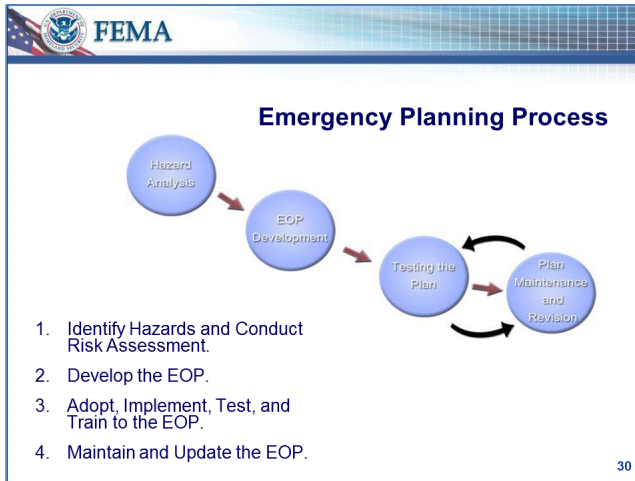 FEMA
Emergency Planning Process
Hazard
Analysis
EOP
Development
Testing the
Plan
Plan
Maintenance
and
Revision
1. Identify Hazards and Conduct
Risk Assessment.
2. Develop the EOP.
3. Adopt, Implement, Test, and
Train to the EOP.
4. Maintain and Update the EOP.
30